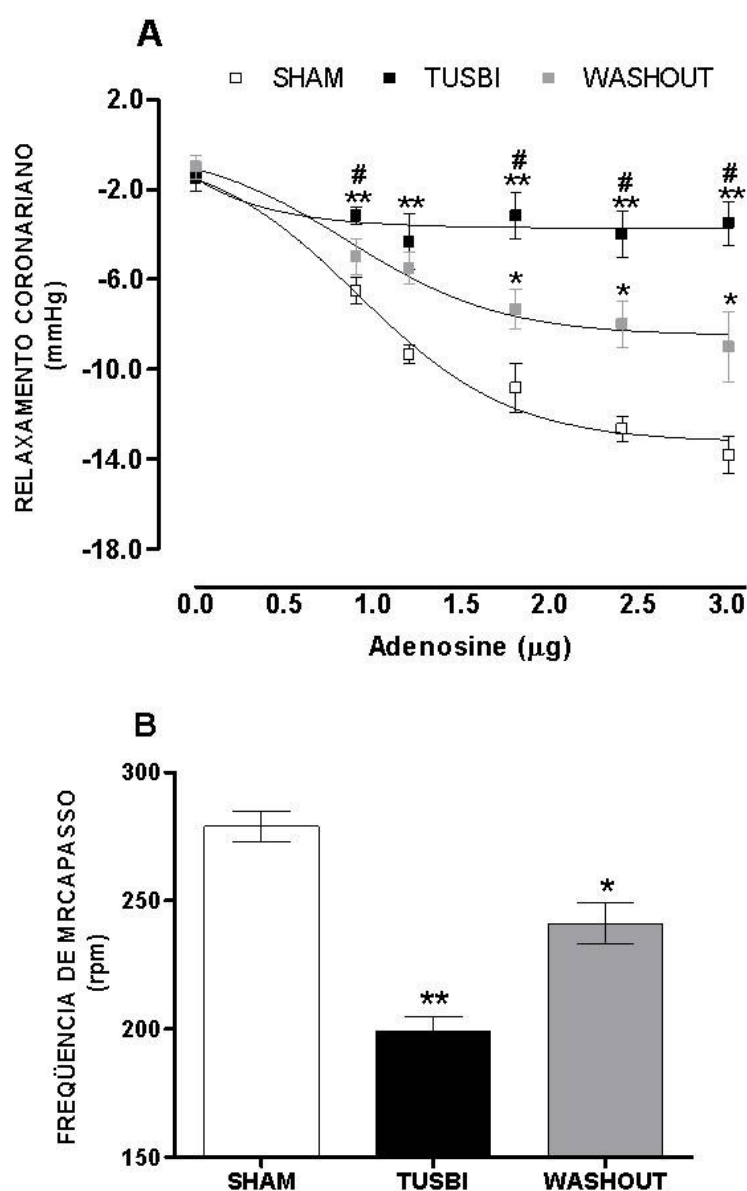 A
SHAM TUSBI WASHOUT
RELAXAMENTO CORONARIANO
(mmHg)
2.0
-2.0
-6.0
-10.0
-14.0
-18.0
# # # #
** ** ** ** **
* * *
0.0 0.5 1.0 1.5 2.0 2.5 3.0
Adenosine (µg)
B
FREQÜENCIA DE MRCAPASSO
(rpm)
300
250
200
150
**
*
SHAM TUSBI WASHOUT